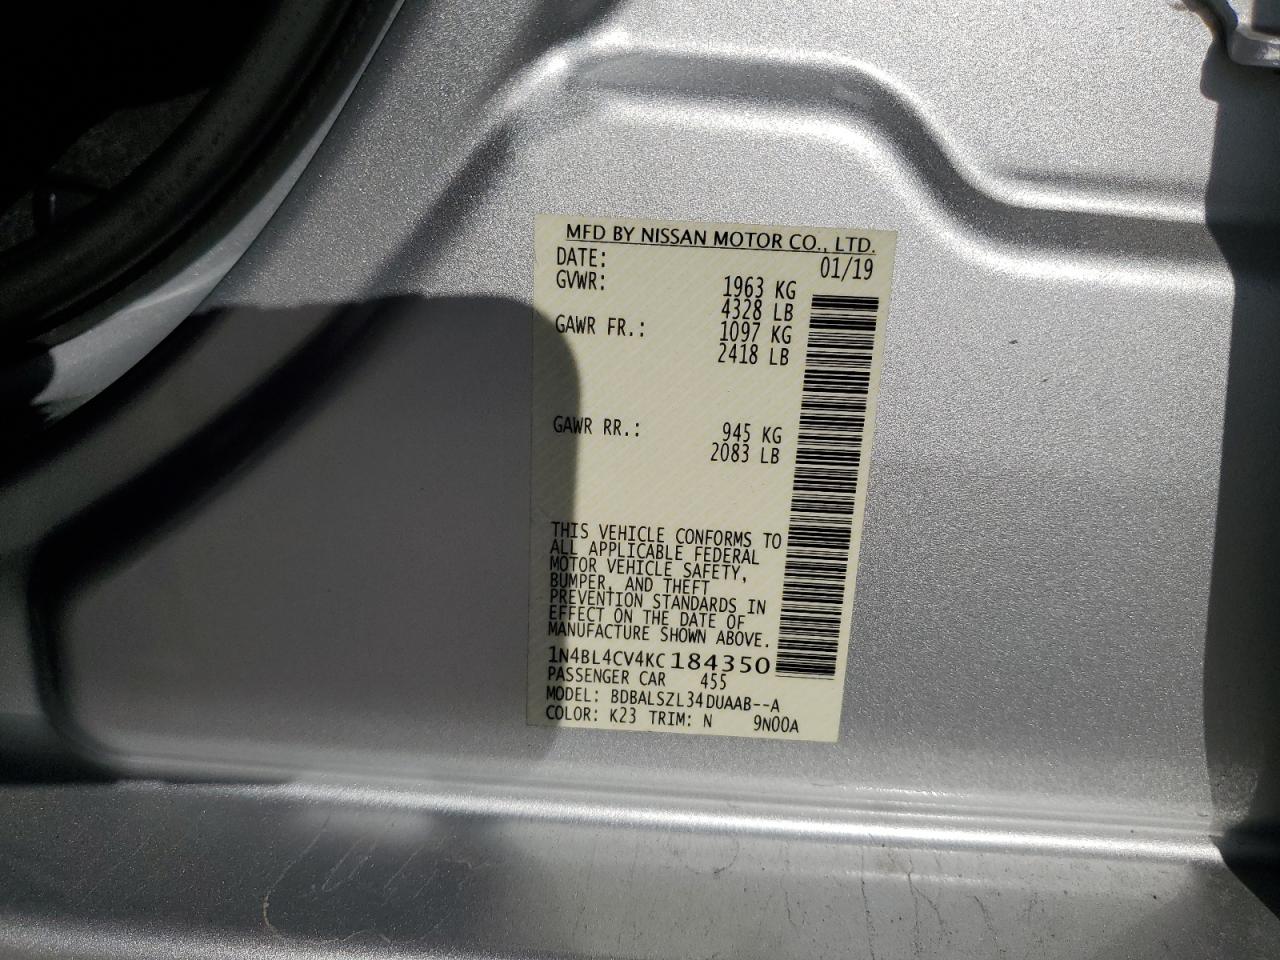 MFD BY NISSAN MOTOR CO., LTD.
DATE: 01/19
GVWR: 1963 KG
4328 LB
GAWR FR.: 1097 KG
2418 LB
GAWR RR.: 945 KG
2083 LB
THIS VEHICLE CONFORMS TO
ALL APPLICABLE FEDERAL
MOTOR VEHICLE SAFETY,
BUMPER, AND THEFT
PREVENTION STANDARDS IN
EFFECT ON THE DATE OF
MANUFACTURE SHOWN ABOVE.
1N4BL4CV4KC184350
PASSENGER CAR 455
MODEL: BDBALSZL34DUAAB--A
COLOR: K23 TRIM: N 9N00A